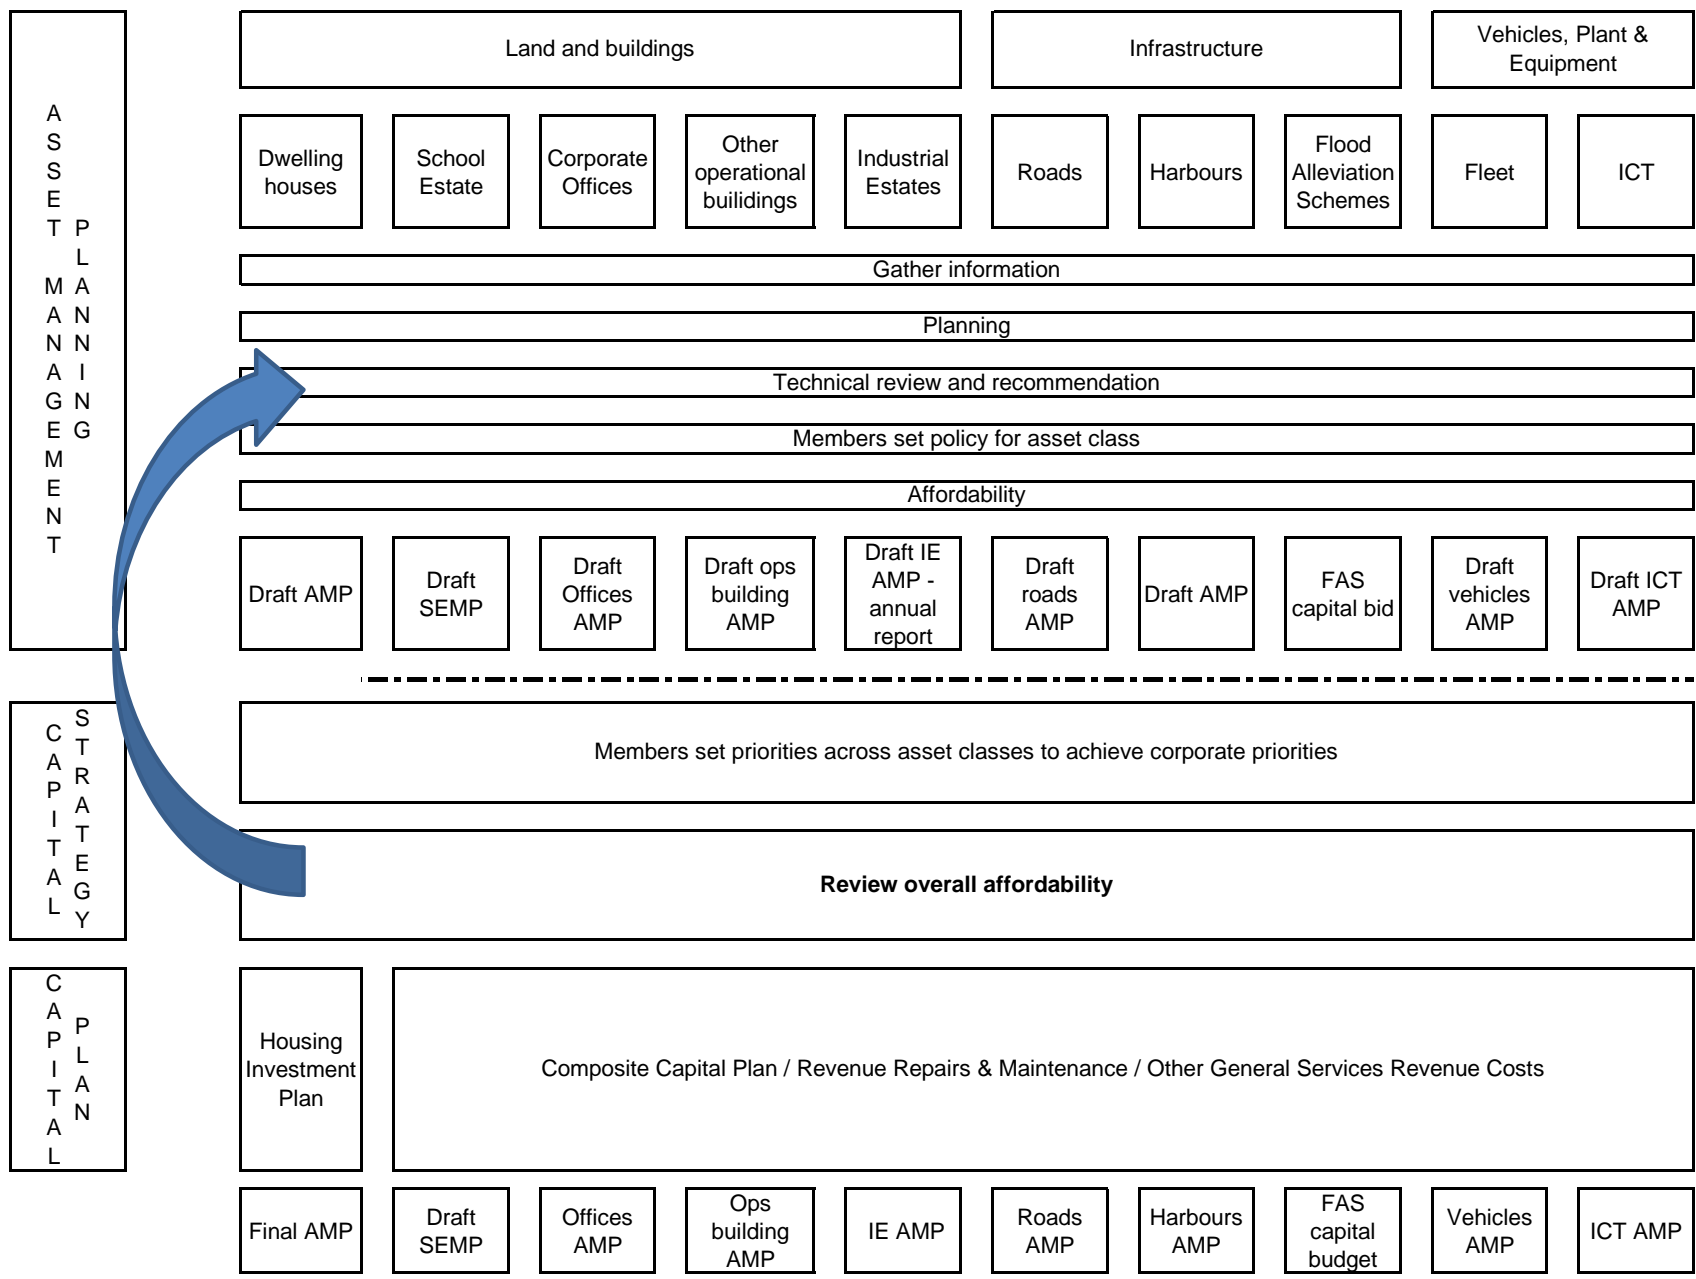 ASSET MANAGEMENT
PLANNING
Land and buildings
Infrastructure
Vehicles, Plant &
Equipment
Dwelling
houses
School
Estate
Corporate
Offices
Other
operational
builidings
Industrial
Estates
Roads
Harbours
Flood
Alleviation
Schemes
Fleet
ICT
Gather information
Planning
Technical review and recommendation
Members set policy for asset class
Affordability
Draft AMP
Draft
SEMP
Draft
Offices
AMP
Draft ops
building
AMP
Draft IE
AMP -
annual
report
Draft
roads
AMP
Draft AMP
FAS
capital bid
Draft
vehicles
AMP
Draft ICT
AMP
CAPITAL
STRATEGY
Members set priorities across asset classes to achieve corporate priorities
Review overall affordability
CAPITAL
PLAN
Housing
Investment
Plan
Composite Capital Plan / Revenue Repairs & Maintenance / Other General Services Revenue Costs
Final AMP
Draft
SEMP
Offices
AMP
Ops
building
AMP
IE AMP
Roads
AMP
Harbours
AMP
FAS
capital
budget
Vehicles
AMP
ICT AMP